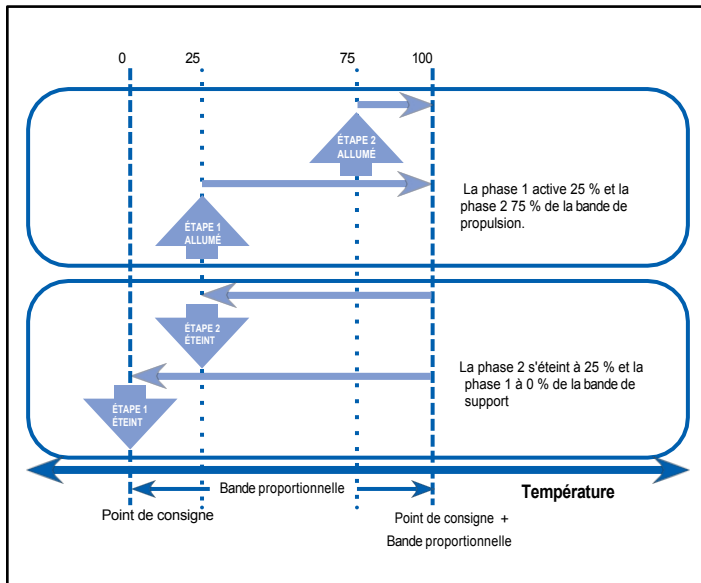 0 25 75 100
ÉTAPE 2
ALLUMÉ
La phase 1 active 25 % et la
phase 2 75 % de la bande de
propulsion.
ÉTAPE 1
ALLUMÉ
ÉTAPE 2
ÉTEINT
La phase 2 s'éteint à 25 % et la
phase 1 à 0 % de la bande de
support
ÉTAPE 1
ÉTEINT
Bande proportionnelle
Température
Point de consigne
Point de consigne +
Bande proportionnelle